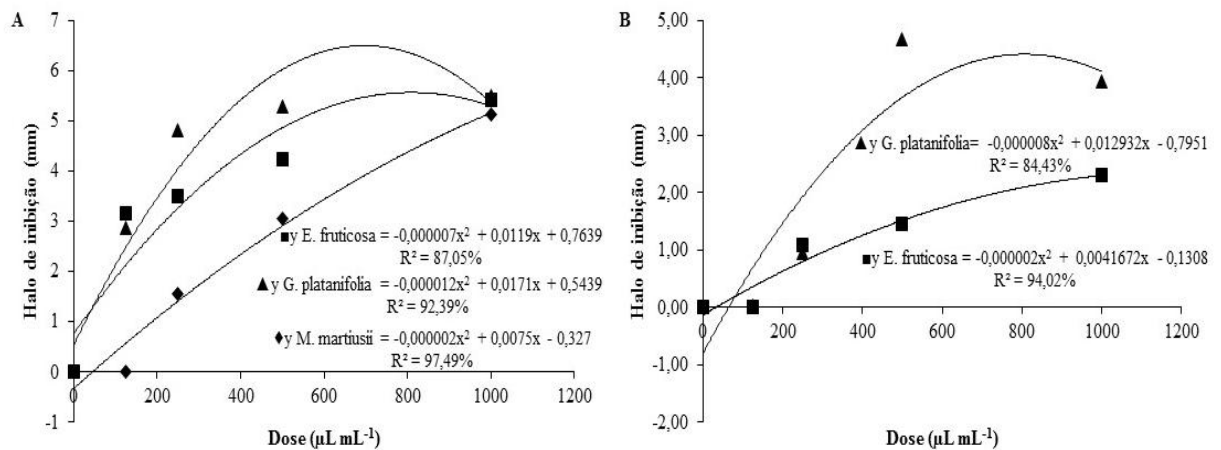 A
Halo de inibição (mm)
7
6
5
4
3
2
1
0
-1
0 200 400 600 800 1000 1200
Dose (µL mL-1)
y E. fruticosa = -0,000007x² + 0,0119x + 0,7639
R² = 87,05%
y G. platanifolia = -0,000012x² + 0,0171x + 0,5439
R² = 92,39%
y M. martiusii = -0,000002x² + 0,0075x - 0,327
R² = 97,49%
B
Halo de inibição (mm)
5,00
4,00
3,00
2,00
1,00
0,00
-1,00
-2,00
0 200 400 600 800 1000 1200
Dose (µL mL-1)
y G. platanifolia= -0,000008x² + 0,012932x - 0,7951
R² = 84,43%
y E. fruticosa = -0,000002x² + 0,0041672x - 0,1308
R² = 94,02%